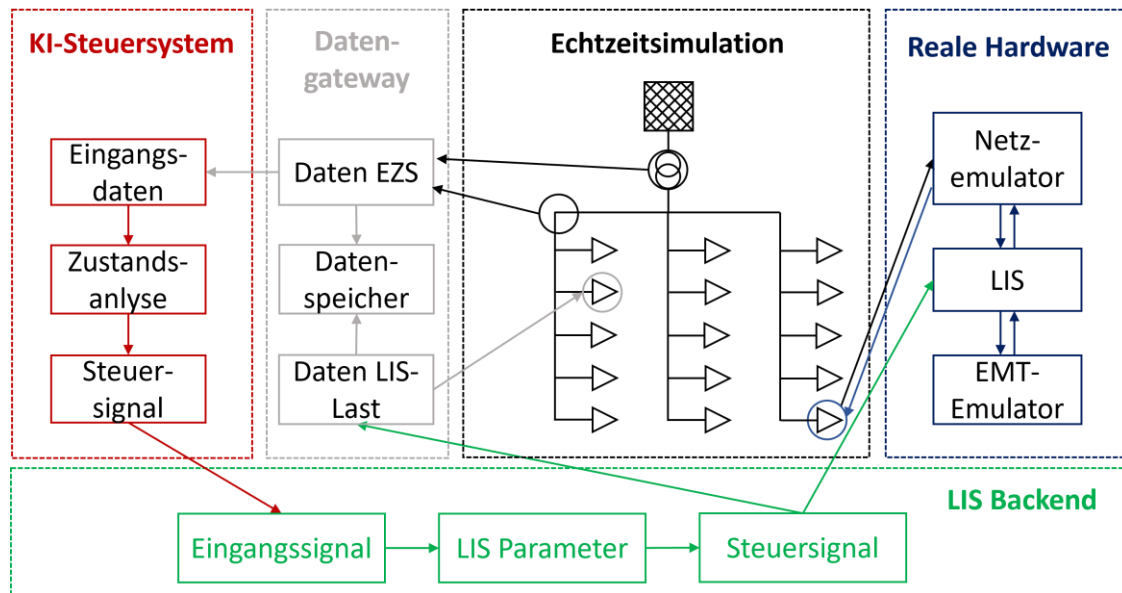 KI-Steuersystem
Eingangs-
daten
Zustands-
anlyse
Steuer-
signal
Daten-
gateway
Daten EZS
Daten-
speicher
Daten LIS-
Last
Echtzeitsimulation
Reale Hardware
Netz-
emulator
LIS
EMT-
Emulator
LIS Backend
Eingangssignal
LIS Parameter
Steuersignal